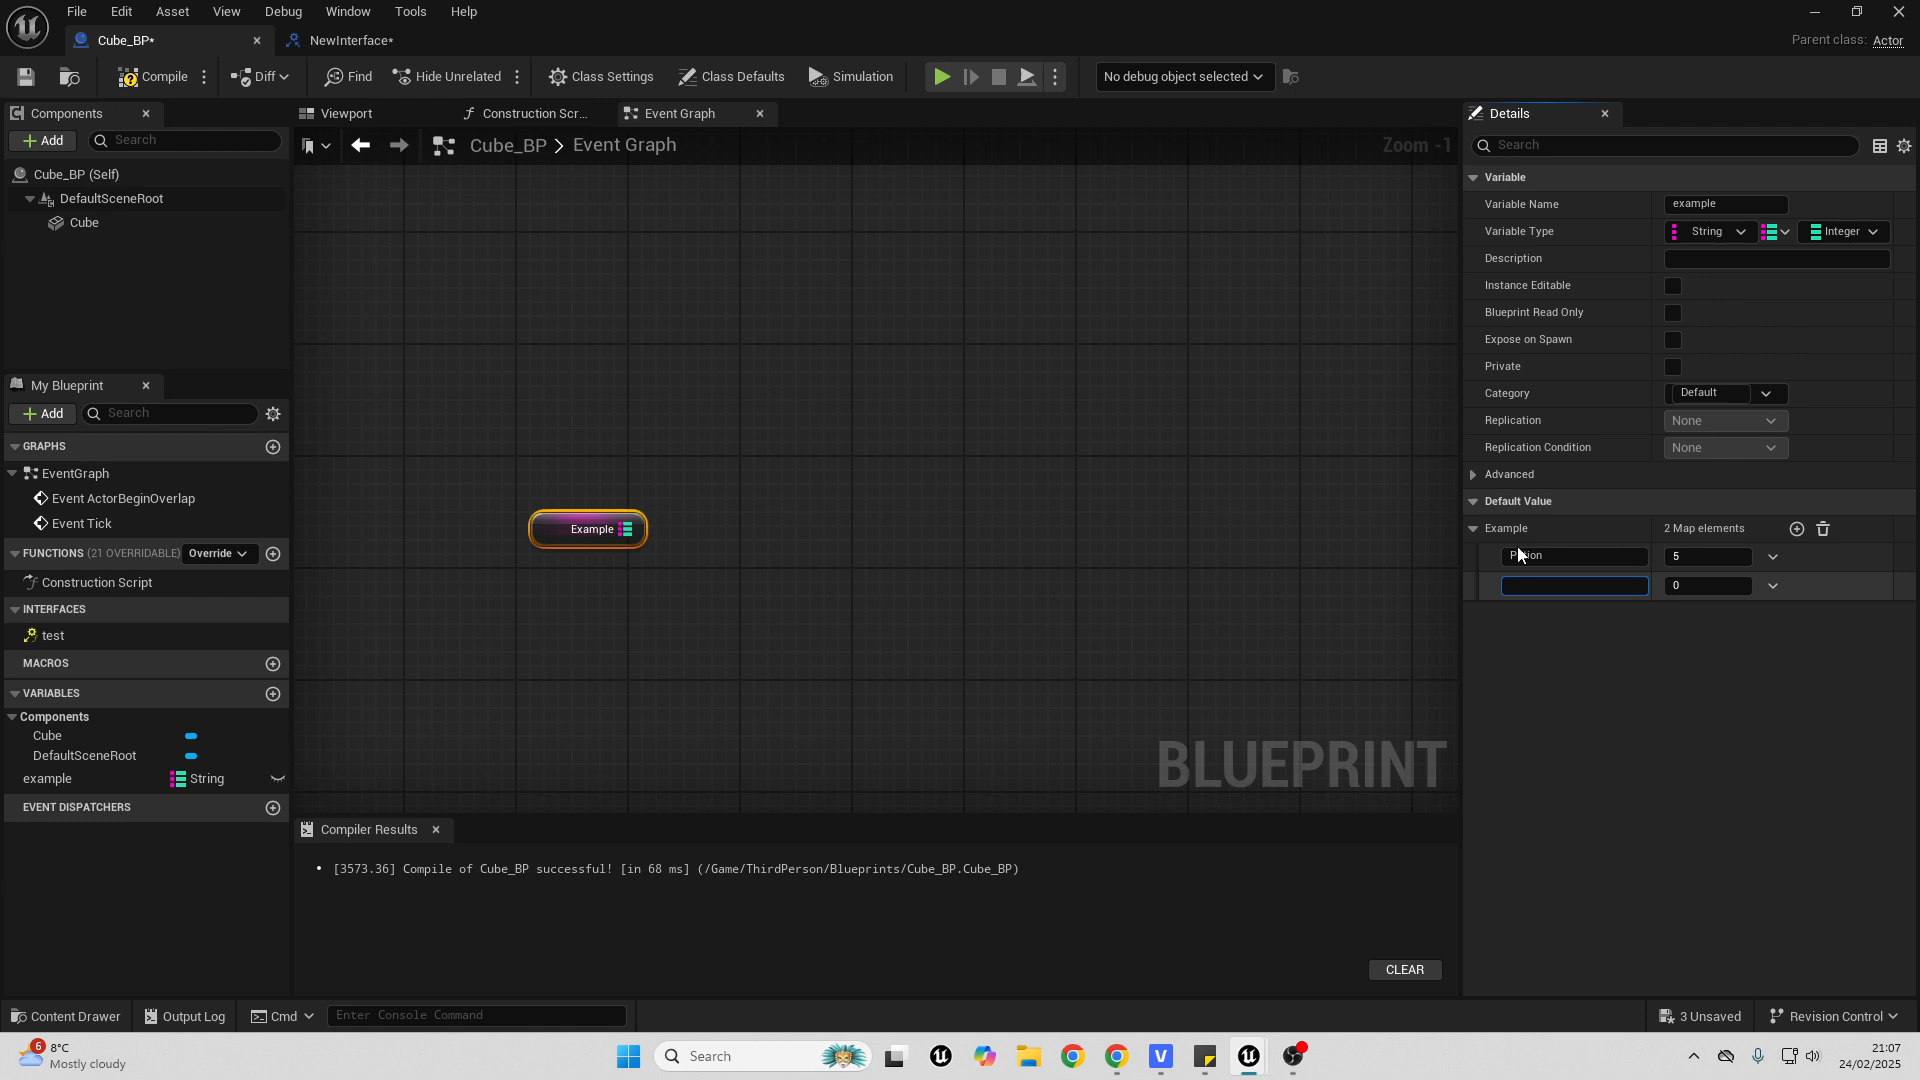 File Edit Asset View Debug Window Tools Help
Cube_BP* NewInterface* Parent class: Actor
Compile Diff Find Hide Unrelated Class Settings Class Defaults Simulation No debug object selected
Components Viewport Construction Scr... Event Graph Details
Add Search Cube_BP > Event Graph Zoom -1 Search
Cube_BP (Self)
DefaultSceneRoot
Cube
My Blueprint
Add Search
GRAPHS
EventGraph
Event ActorBeginOverlap
Event Tick
FUNCTIONS (21 OVERRIDABLE) Override
Construction Script
INTERFACES
test
MACROS
VARIABLES
Components
Cube
DefaultSceneRoot
example String
EVENT DISPATCHERS
Example
BLUEPRINT
Compiler Results
• [3573.36] Compile of Cube_BP successful! [in 68 ms] (/Game/ThirdPerson/Blueprints/Cube_BP.Cube_BP)
CLEAR
Variable
Variable Name example
Variable Type String Integer
Description
Instance Editable
Blueprint Read Only
Expose on Spawn
Private
Category Default
Replication None
Replication Condition None
Advanced
Default Value
Example 2 Map elements
5
0
Content Drawer Output Log Cmd Enter Console Command 3 Unsaved Revision Control
6 8°C
Mostly cloudy
Search
21:07
24/02/2025